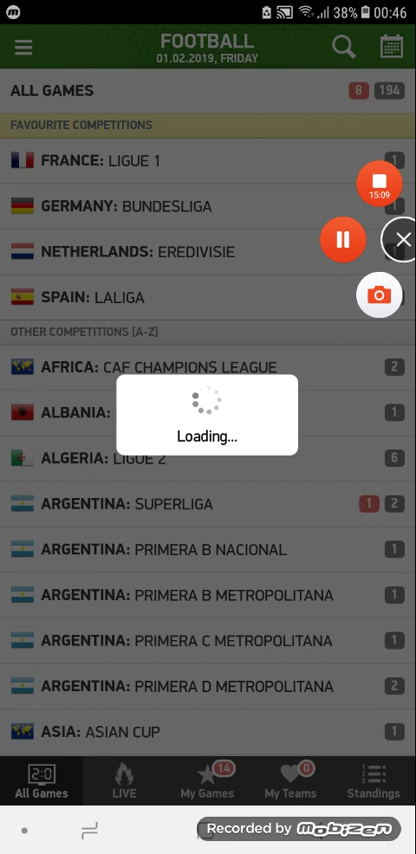 38% 00:46
FOOTBALL
01.02.2019, FRIDAY
ALL GAMES 8 194
FAVOURITE COMPETITIONS
FRANCE: LIGUE 1 1
15:09
GERMANY: BUNDESLIGA 1
NETHERLANDS: EREDIVISIE
SPAIN: LALIGA
OTHER COMPETITIONS [A-Z]
AFRICA: CAF CHAMPIONS LEAGUE 2
ALBANIA: 1
Loading...
ALGERIA: LIGUE 2 6
ARGENTINA: SUPERLIGA 1 2
ARGENTINA: PRIMERA B NACIONAL 1
ARGENTINA: PRIMERA B METROPOLITANA 1
ARGENTINA: PRIMERA C METROPOLITANA 1
ARGENTINA: PRIMERA D METROPOLITANA 2
ASIA: ASIAN CUP 1
2:0 14 0
All Games LIVE My Games My Teams Standings
Recorded by MOBIZEN